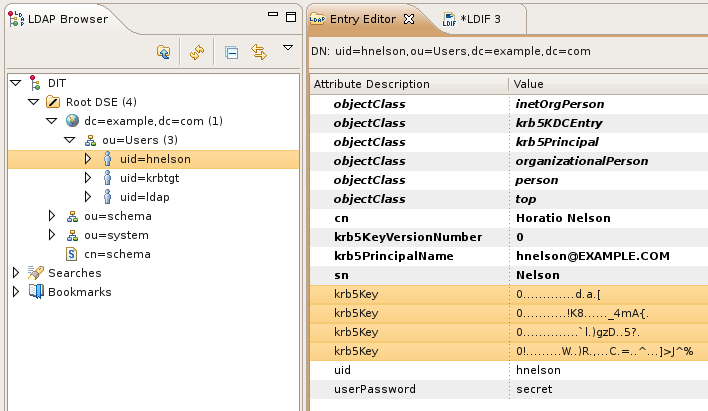 LDAP Browser
DIT
Root DSE (4)
dc=example,dc=com (1)
ou=Users (3)
uid=hnelson
uid=krbtgt
uid=ldap
ou=schema
ou=system
cn=schema
Searches
Bookmarks
Entry Editor
LDIF *LDIF 3
DN: uid=hnelson,ou=Users,dc=example,dc=com
Attribute Description Value
objectClass inetOrgPerson
objectClass krb5KDCEntry
objectClass krb5Principal
objectClass organizationalPerson
objectClass person
objectClass top
cn Horatio Nelson
krb5KeyVersionNumber 0
krb5PrincipalName hnelson@EXAMPLE.COM
sn Nelson
krb5Key 0............d.a.[
krb5Key 0...........!K8......_4mA{.
krb5Key 0.............`l.)gzD..5?.
krb5Key 0!.........W..)R.,...C.=..^...]>J^%
uid hnelson
userPassword secret